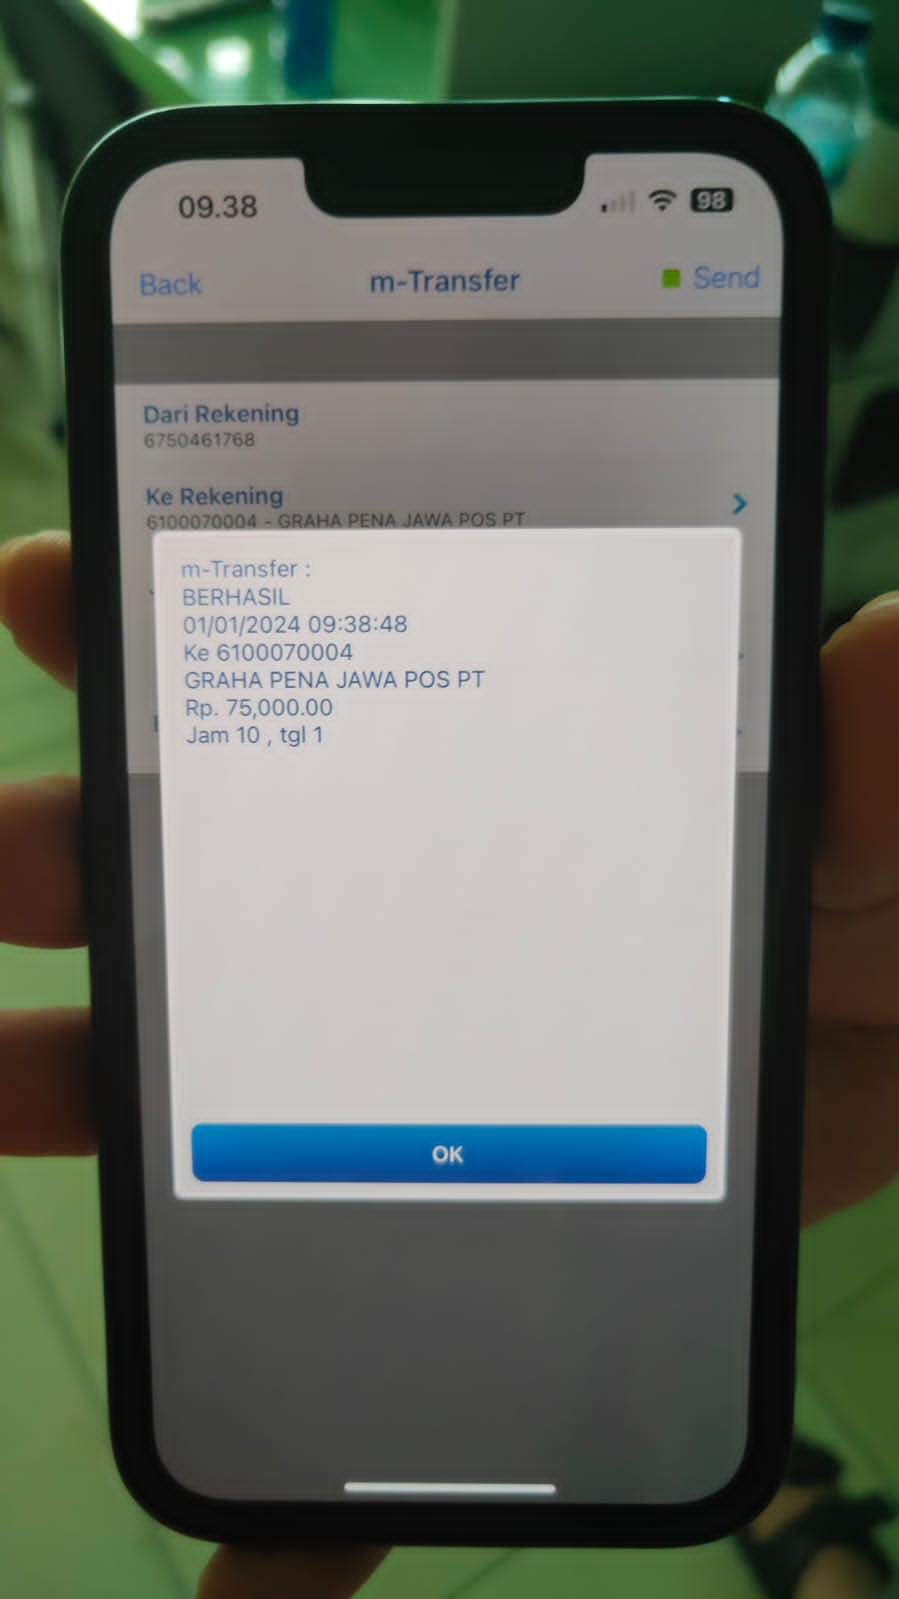 09.38
98
Back
m-Transfer
Send
Dari Rekening
6750461768
Ke Rekening
6100070004 - GRAHA PENA JAWA POS PT
m-Transfer :
BERHASIL
01/01/2024 09:38:48
Ke 6100070004
GRAHA PENA JAWA POS PT
Rp. 75,000.00
Jam 10 , tgl 1
OK